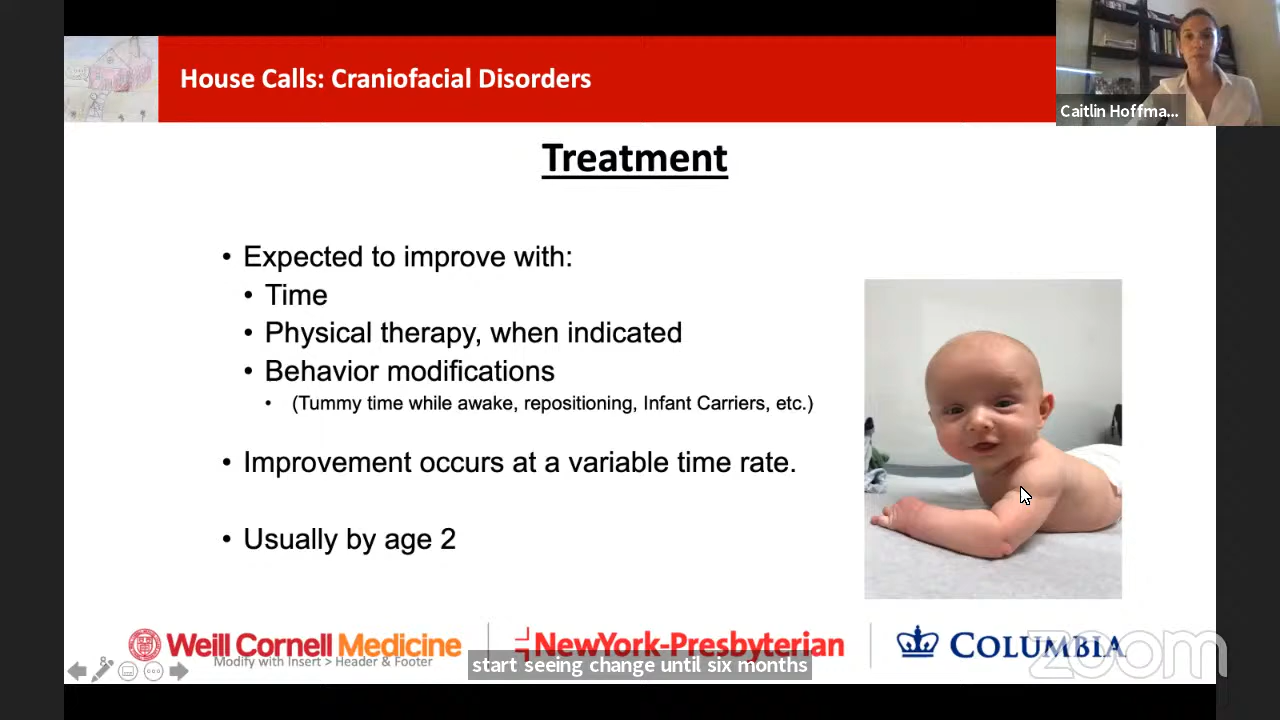 House Calls: Craniofacial Disorders
Caitlin Hoffma...
Treatment
• Expected to improve with:
• Time
• Physical therapy, when indicated
• Behavior modifications
• (Tummy time while awake, repositioning, Infant Carriers, etc.)
• Improvement occurs at a variable time rate.
• Usually by age 2
Weill Cornell Medicine
NewYork-Presbyterian
COLUMBIA
Modify with Insert > Header & Footer
start seeing change until six months
zoom